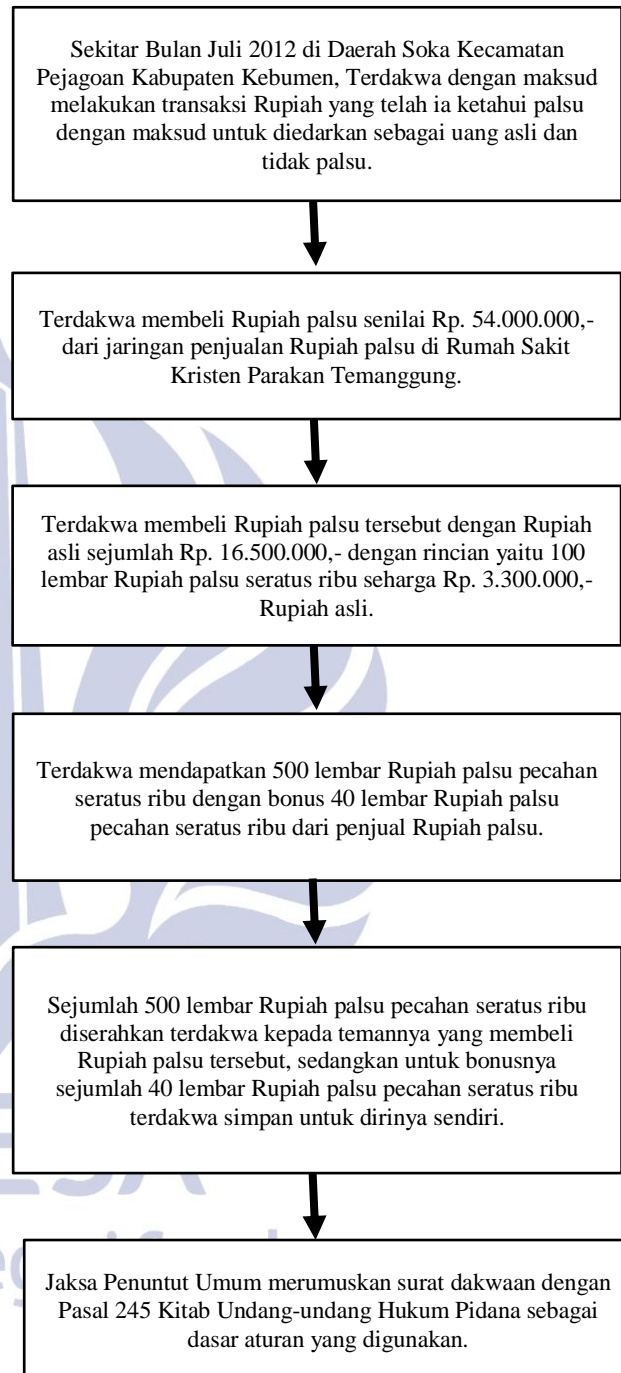 Sekitar Bulan Juli 2012 di Daerah Soka Kecamatan
Pejagoan Kabupaten Kebumen, Terdakwa dengan maksud
melakukan transaksi Rupiah yang telah ia ketahui palsu
dengan maksud untuk diedarkan sebagai uang asli dan
tidak palsu.
Terdakwa membeli Rupiah palsu senilai Rp. 54.000.000,-
dari jaringan penjualan Rupiah palsu di Rumah Sakit
Kristen Parakan Temanggung.
Terdakwa membeli Rupiah palsu tersebut dengan Rupiah
asli sejumlah Rp. 16.500.000,- dengan rincian yaitu 100
lembar Rupiah palsu seratus ribu seharga Rp. 3.300.000,-
Rupiah asli.
Terdakwa mendapatkan 500 lembar Rupiah palsu pecahan
seratus ribu dengan bonus 40 lembar Rupiah palsu
pecahan seratus ribu dari penjual Rupiah palsu.
Sejumlah 500 lembar Rupiah palsu pecahan seratus ribu
diserahkan terdakwa kepada temannya yang membeli
Rupiah palsu tersebut, sedangkan untuk bonusnya
sejumlah 40 lembar Rupiah palsu pecahan seratus ribu
terdakwa simpan untuk dirinya sendiri.
Jaksa Penuntut Umum merumuskan surat dakwaan dengan
Pasal 245 Kitab Undang-undang Hukum Pidana sebagai
dasar aturan yang digunakan.